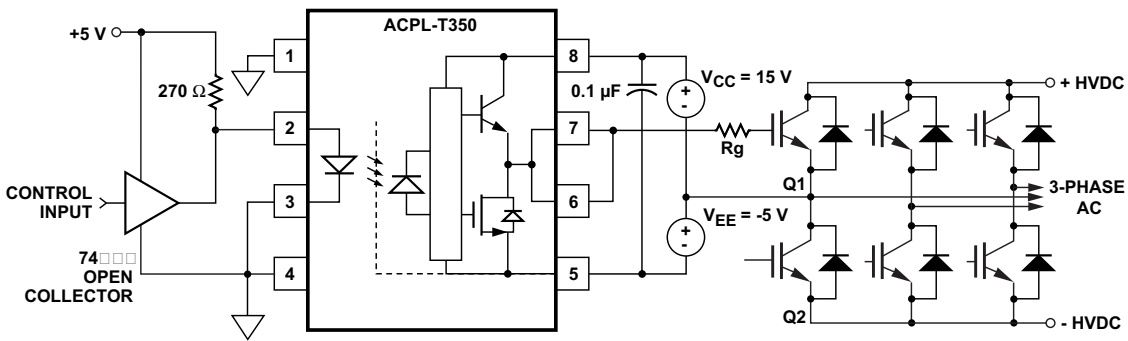 ACPL-T350
+5 V
270 Ω
1
2
3
4
8
7
6
5
CONTROL
INPUT
74□□□
OPEN
COLLECTOR
0.1 µF
VCC = 15 V
+
-
VEE = -5 V
+
-
Rg
Q1
Q2
+ HVDC
3-PHASE
AC
- HVDC